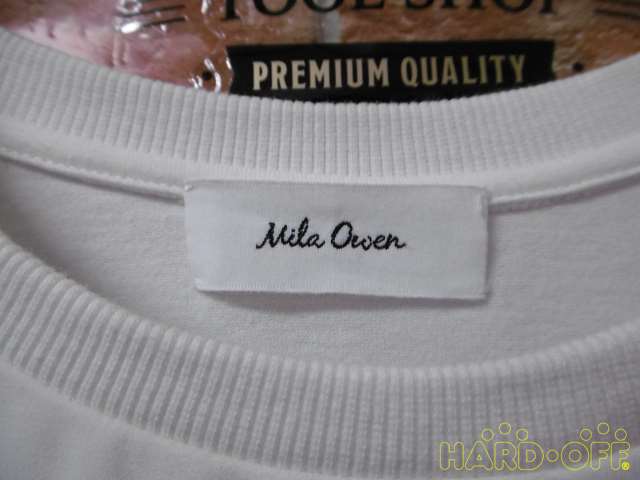 TOOL SHOP
PREMIUM QUALITY
Mila Owen
HARD·OFF®